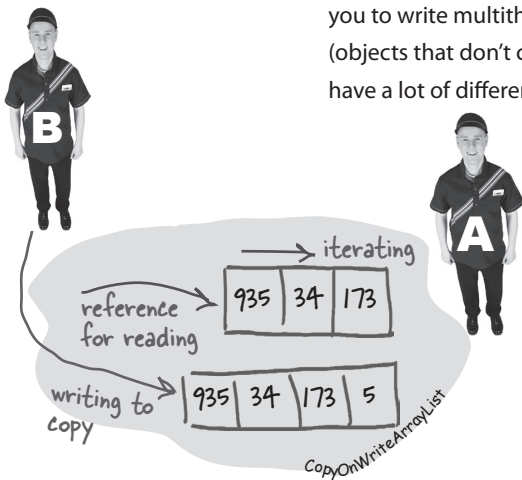 you to write multith
(objects that don't c
have a lot of differe
B
A
iterating
935 34 173
reference
for reading
935 34 173 5
writing to
copy
CopyOnWriteArrayList